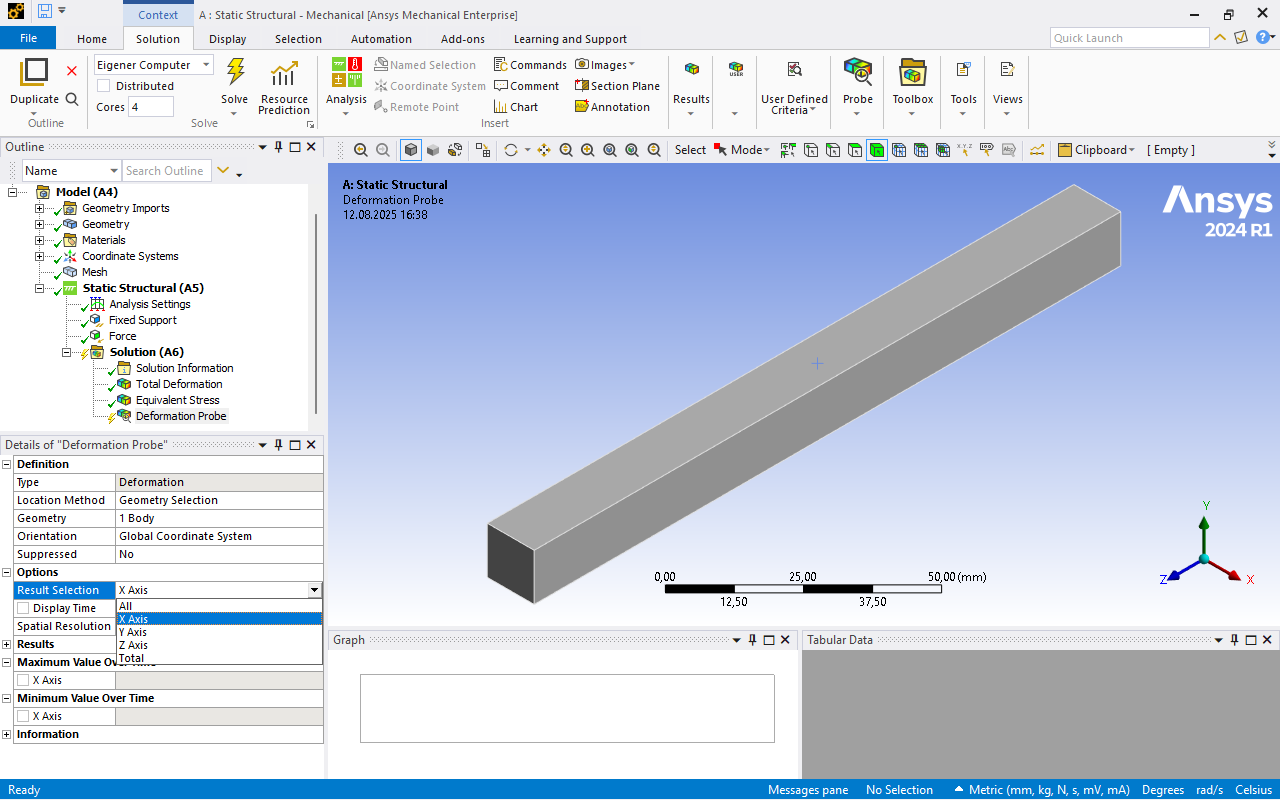 Context
A : Static Structural - Mechanical [Ansys Mechanical Enterprise]
File Home Solution Display Selection Automation Add-ons Learning and Support
Quick Launch
Duplicate
Outline
Eigener Computer
Distributed
Cores 4
Solve
Resource Prediction
Solve
Analysis
Named Selection
Coordinate System
Remote Point
Commands
Comment
Chart
Images
Section Plane
Annotation
Insert
Results
USER
User Defined Criteria
Probe
Toolbox
Tools
Views
Outline
Name
Search Outline
Select Mode Clipboard [ Empty ]
Model (A4)
Geometry Imports
Geometry
Materials
Coordinate Systems
Mesh
Static Structural (A5)
Analysis Settings
Fixed Support
Force
Solution (A6)
Solution Information
Total Deformation
Equivalent Stress
Deformation Probe
A: Static Structural
Deformation Probe
12.08.2025 16:38
Ansys
2024 R1
Y
Z
X
0,00 25,00 50,00 (mm)
12,50 37,50
Details of "Deformation Probe"
Definition
Type Deformation
Location Method Geometry Selection
Geometry 1 Body
Orientation Global Coordinate System
Suppressed No
Options
Result Selection X Axis
Display Time
Spatial Resolution
All
X Axis
Y Axis
Z Axis
Total
Results
Maximum Value Over Time
X Axis
Minimum Value Over Time
X Axis
Information
Graph
Tabular Data
Ready
Messages pane No Selection Metric (mm, kg, N, s, mV, mA) Degrees rad/s Celsius